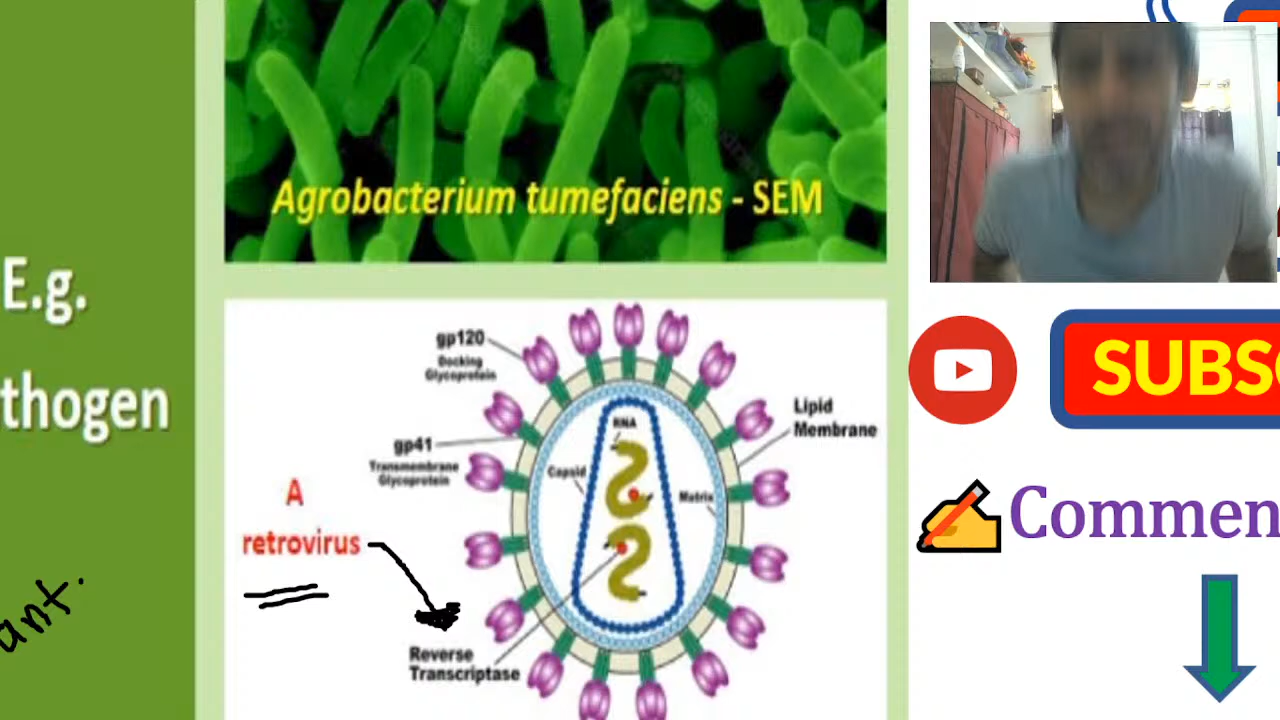 Agrobacterium tumefaciens - SEM
E.g.
thogen
gp120
Docking
Glycoprotein
gp41
Transmembrane
Glycoprotein
RNA
Capsid
Matrix
Lipid
Membrane
A
retrovirus
Reverse
Transcriptase
ant.
SUBSC
Commen